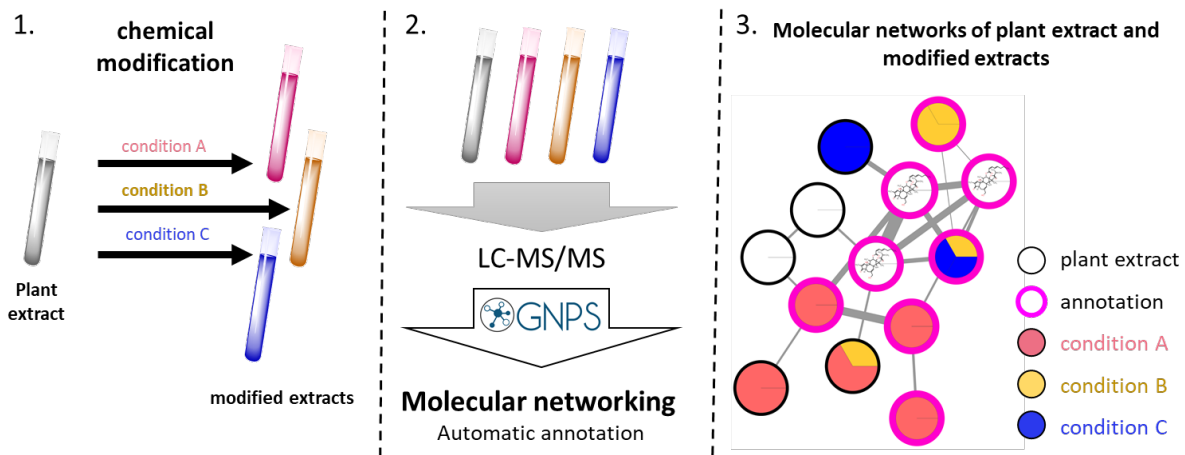 1.
chemical
modification
condition A
condition B
condition C
Plant
extract
modified extracts
2.
LC-MS/MS
GNPS
Molecular networking
Automatic annotation
3.
Molecular networks of plant extract and
modified extracts
plant extract
annotation
condition A
condition B
condition C